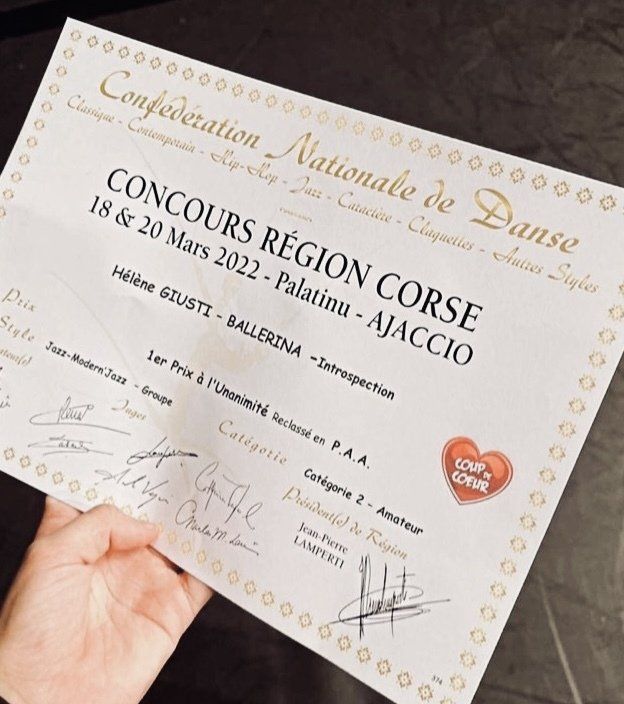 Confédération Nationale de Danse
Classique - Contemporain - Hip-Hop - Jazz - Caractère - Claquettes - Autres Styles
CONCOURS RÉGION CORSE
18 & 20 Mars 2022 - Palatinu - AJACCIO
Hélène GIUSTI - BALLERINA -Introspection
Prix
1er Prix à l'Unanimité Reclassé en P.A.A.
Style
Jazz-Modern'Jazz - Groupe
Catégorie
Catégorie 2 - Amateur
Juges
Président(e) de Région
Jean-Pierre
LAMPERTI
COUP DE
COEUR
374